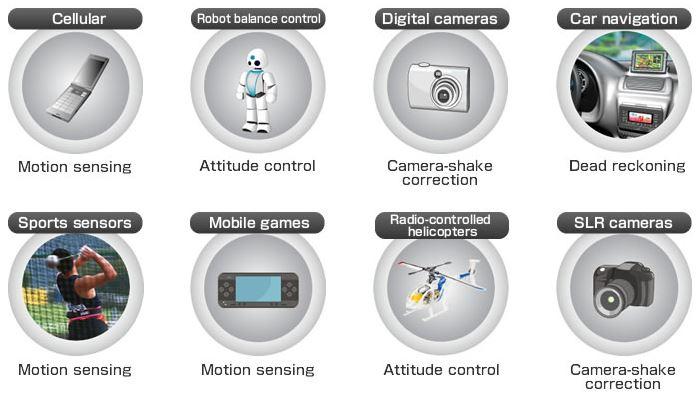 Cellular
Robot balance control
Digital cameras
Car navigation
Motion sensing
Attitude control
Camera-shake
correction
Dead reckoning
Sports sensors
Mobile games
Radio-controlled
helicopters
SLR cameras
Motion sensing
Motion sensing
Attitude control
Camera-shake
correction